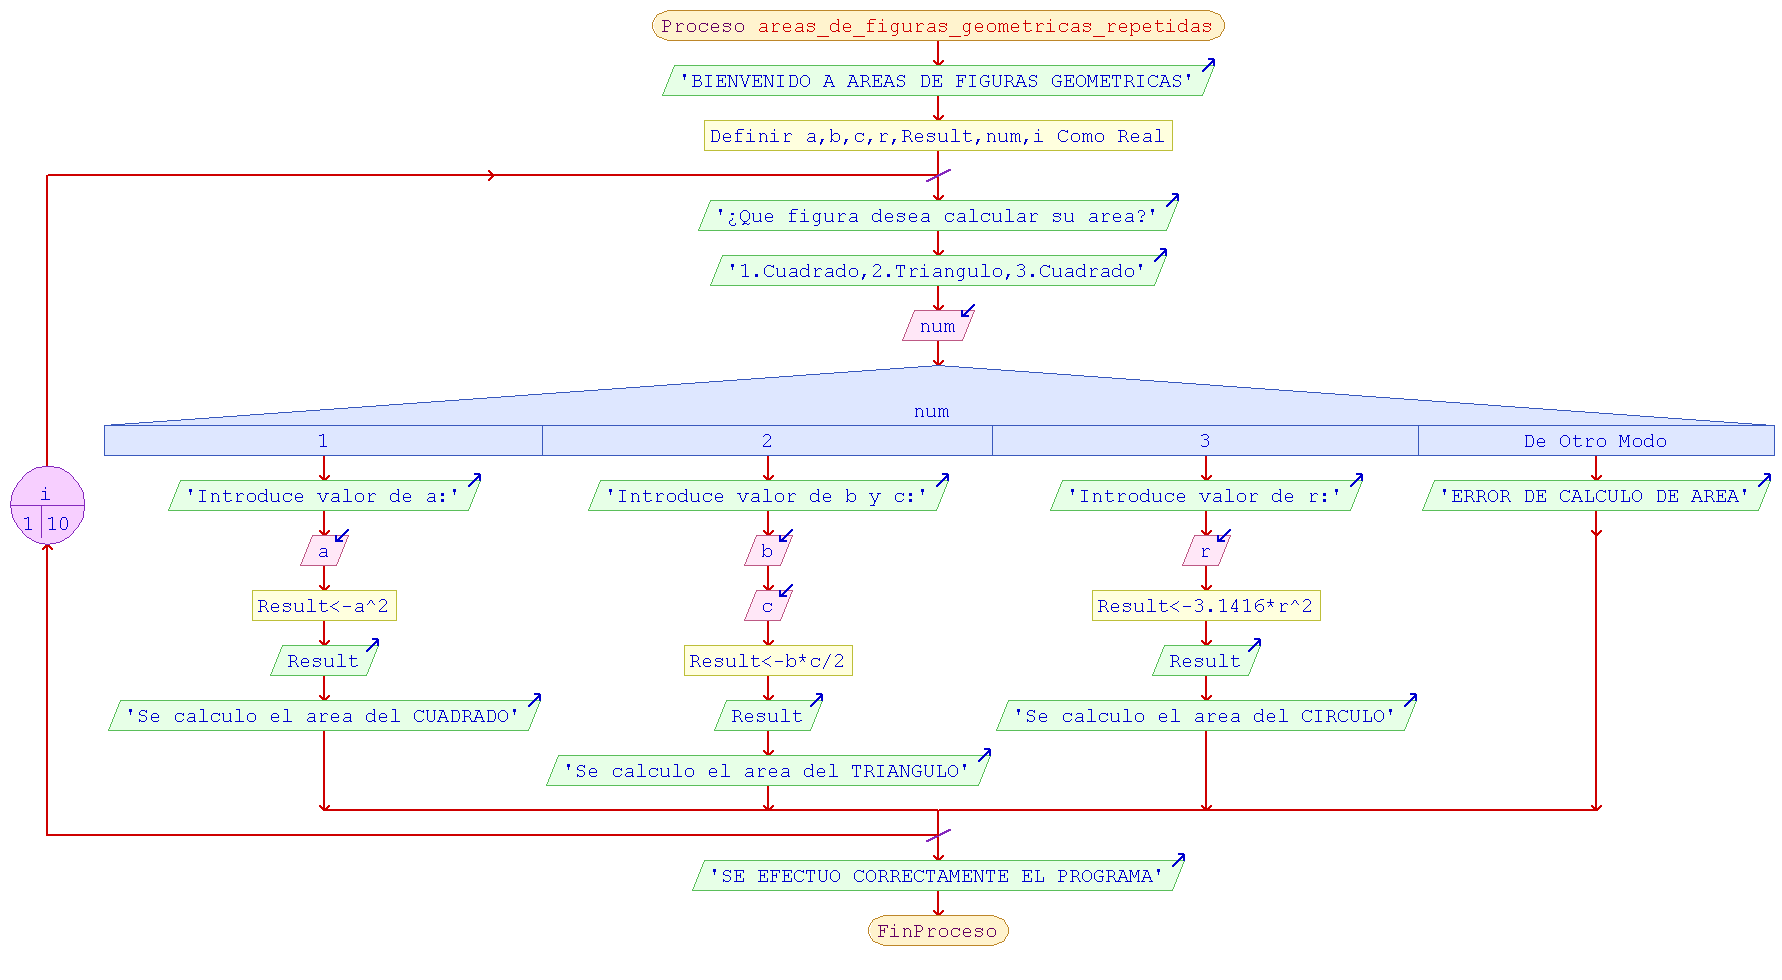 Proceso areas_de_figuras_geometricas_repetidas
'BIENVENIDO A AREAS DE FIGURAS GEOMETRICAS'
Definir a,b,c,r,Result,num,i Como Real
'¿Que figura desea calcular su area?'
'1.Cuadrado,2.Triangulo,3.Cuadrado'
num
num
1
2
3
De Otro Modo
i
1
10
'Introduce valor de a:'
a
Result<-a^2
Result
'Se calculo el area del CUADRADO'
'Introduce valor de b y c:'
b
c
Result<-b*c/2
Result
'Se calculo el area del TRIANGULO'
'Introduce valor de r:'
r
Result<-3.1416*r^2
Result
'Se calculo el area del CIRCULO'
'ERROR DE CALCULO DE AREA'
'SE EFECTUO CORRECTAMENTE EL PROGRAMA'
FinProceso